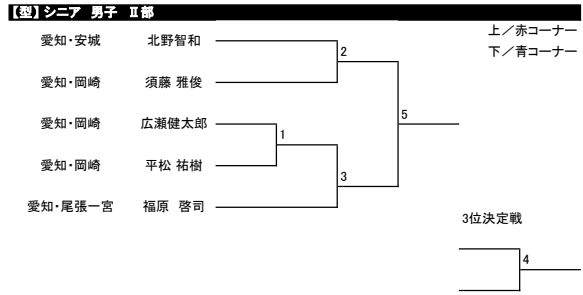 【型】シニア 男子 Ⅱ部
上／赤コーナー
下／青コーナー
愛知・安城 北野智和
2
愛知・岡崎 須藤 雅俊
5
愛知・岡崎 広瀬健太郎
1
愛知・岡崎 平松 祐樹
3
愛知・尾張一宮 福原 啓司
3位決定戦
4